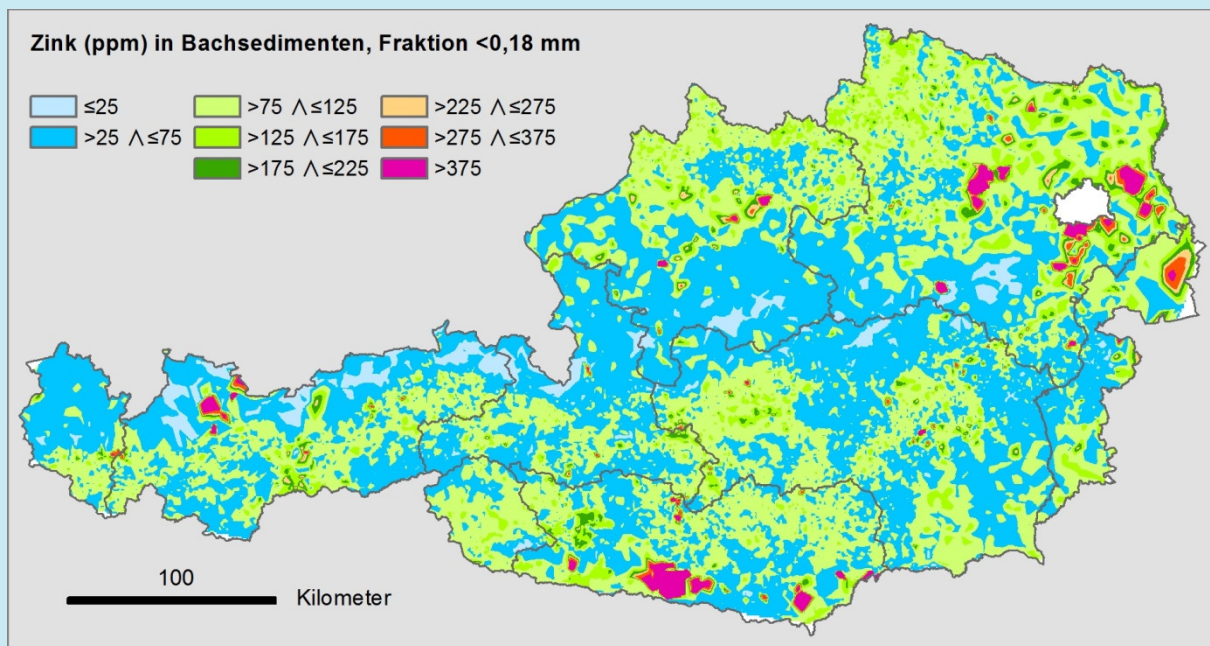 Zink (ppm) in Bachsedimenten, Fraktion <0,18 mm
≤25 >75 ∧≤125 >225 ∧≤275
>25 ∧≤75 >125 ∧≤175 >275 ∧≤375
>175 ∧≤225 >375
100
Kilometer